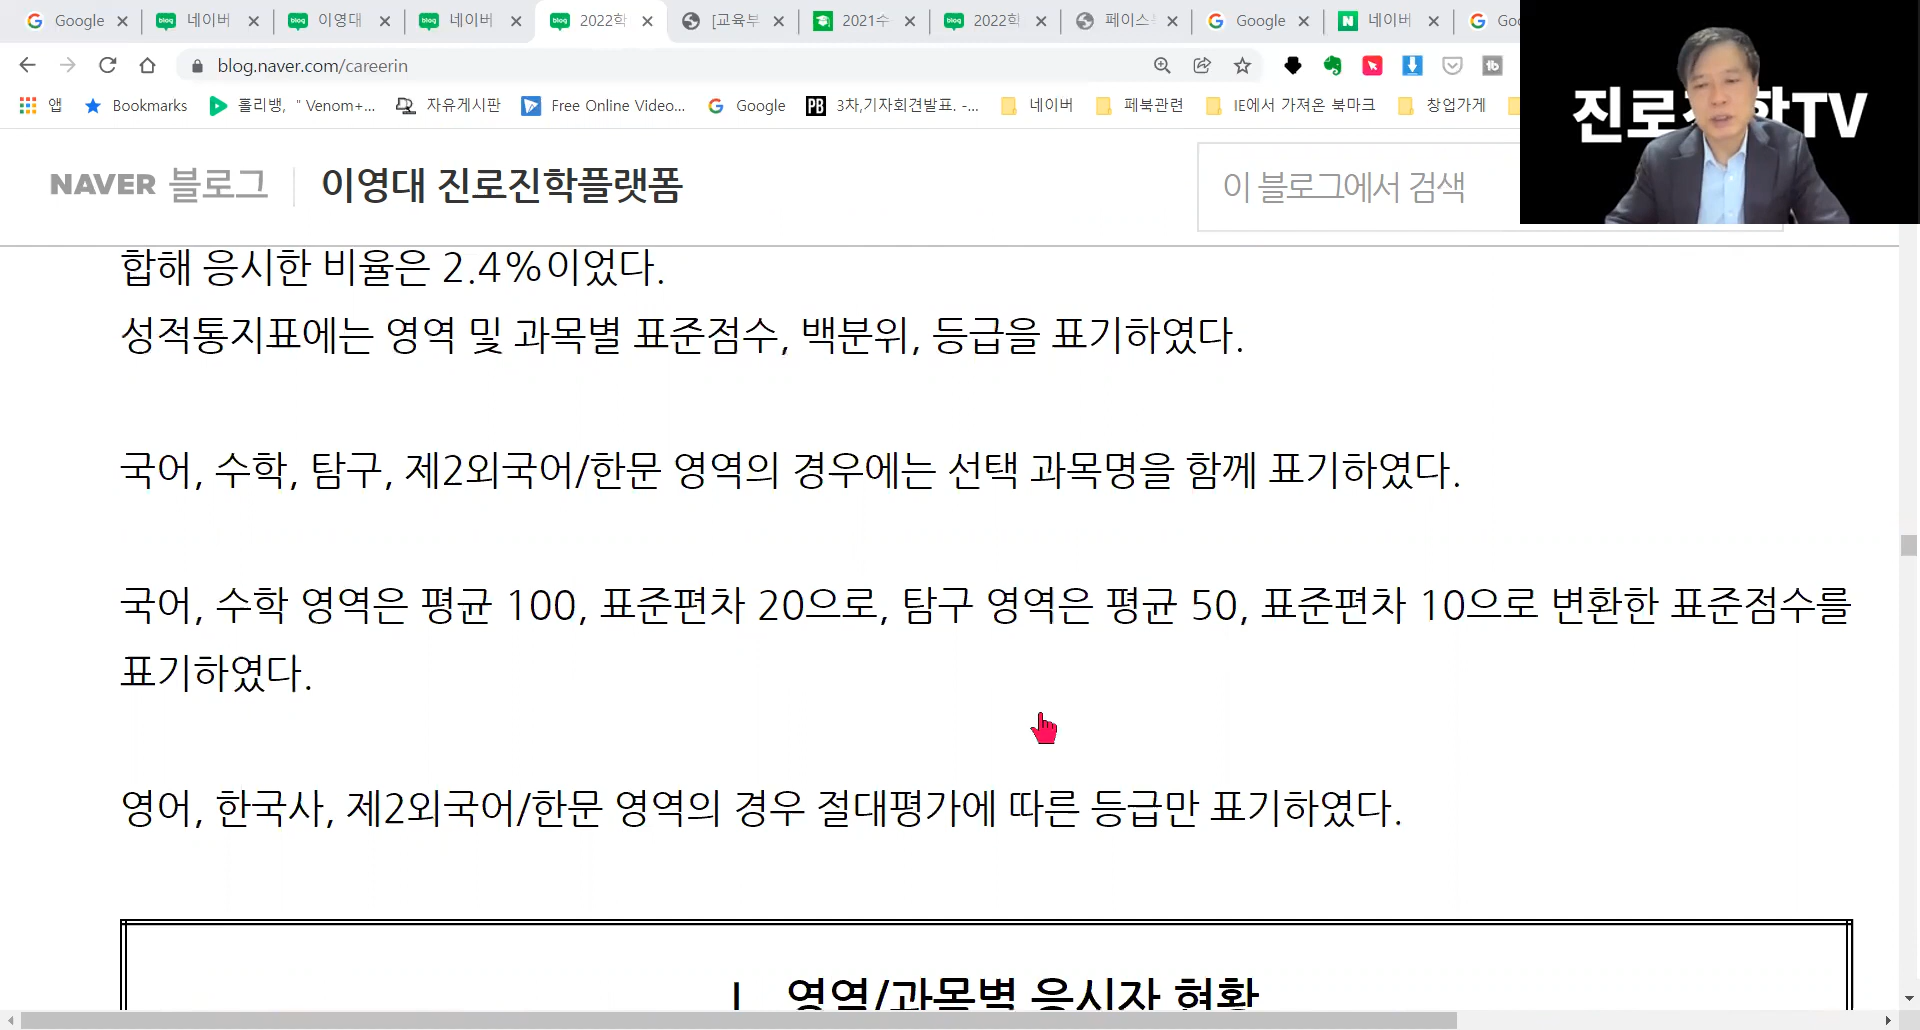 Google
네이버
이영대
네이버
2022학
[교육부
2021수
2022학
페이스
Google
네이버
blog.naver.com/careerin
앱
Bookmarks
홀리뱅, " Venom+...
자유게시판
Free Online Video...
Google
3차,기자회견발표. -...
네이버
페북관련
IE에서 가져온 북마크
창업가게
진로진학TV
NAVER 블로그
이영대 진로진학플랫폼
이 블로그에서 검색
합해 응시한 비율은 2.4%이었다.
성적통지표에는 영역 및 과목별 표준점수, 백분위, 등급을 표기하였다.
국어, 수학, 탐구, 제2외국어/한문 영역의 경우에는 선택 과목명을 함께 표기하였다.
국어, 수학 영역은 평균 100, 표준편차 20으로, 탐구 영역은 평균 50, 표준편차 10으로 변환한 표준점수를
표기하였다.
영어, 한국사, 제2외국어/한문 영역의 경우 절대평가에 따른 등급만 표기하였다.
Ⅰ 영역/과목별 응시자 현황